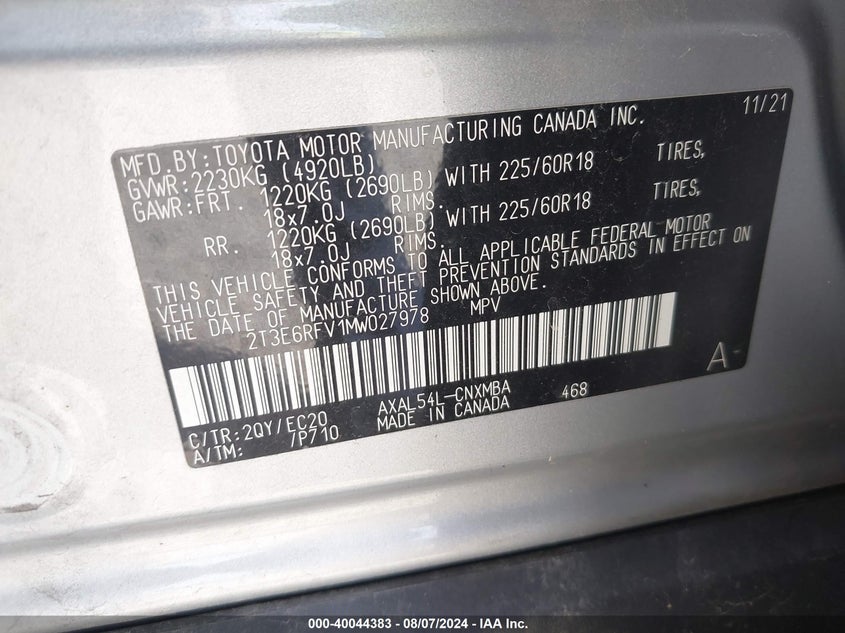 11/21
MFD.BY:TOYOTA MOTOR MANUFACTURING CANADA INC.
GVWR:2230KG (4920LB)
GAWR:FRT. 1220KG (2690LB) WITH 225/60R18 TIRES,
18x7.0J RIMS.
RR. 1220KG (2690LB) WITH 225/60R18 TIRES,
18x7.0J RIMS.
THIS VEHICLE CONFORMS TO ALL APPLICABLE FEDERAL MOTOR
VEHICLE SAFETY AND THEFT PREVENTION STANDARDS IN EFFECT ON
THE DATE OF MANUFACTURE SHOWN ABOVE.
2T3E6RFV1MW027978 MPV
A
C/TR:2QY/EC20 AXAL54L-CNXMBA 468
A/TM: /P710 MADE IN CANADA
000-40044383 - 08/07/2024 - IAA Inc.